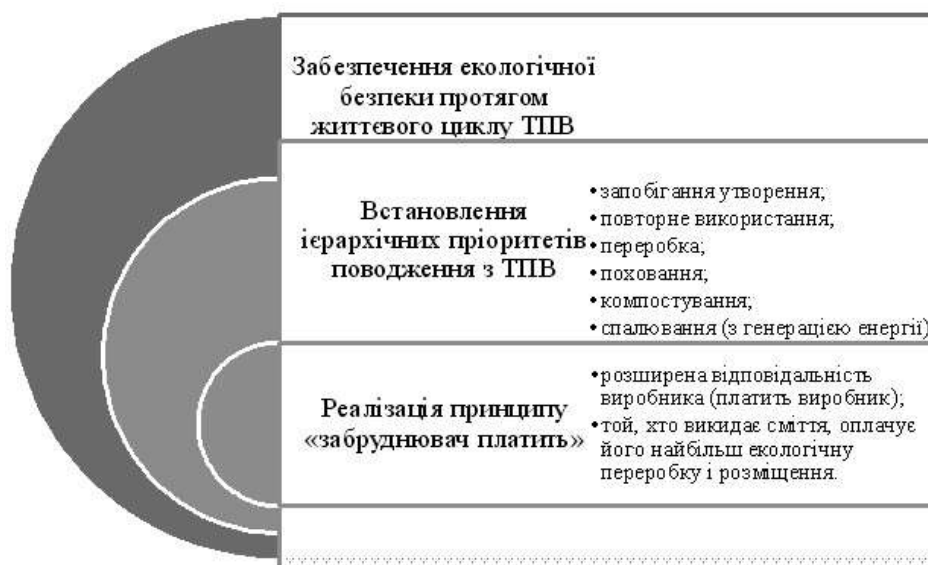 Забезпечення екологічної
безпеки протягом
життєвого циклу ТПВ
Встановлення
ієрархічних пріоритетів
поводження з ТПВ
•запобігання утворення;
•повторне використання;
•переробка;
•поховання;
•компостування;
•спалювання (з генерацією енергії)
Реалізація принципу
«забруднювач платить»
•розширена відповідальність
виробника (платить виробник);
•той, хто викидає сміття, оплачує
його найбільш екологічну
переробку і розміщення.